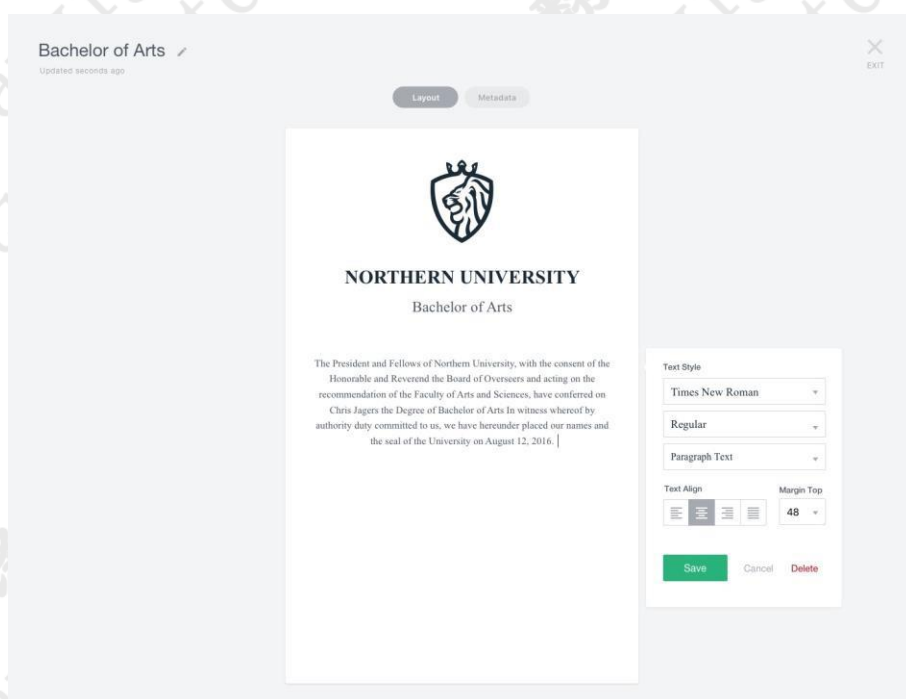 Bachelor of Arts
Updated seconds ago
EXIT
Layout
Metadata
NORTHERN UNIVERSITY
Bachelor of Arts
The President and Fellows of Northern University, with the consent of the
Honorable and Reverend the Board of Overseers and acting on the
recommendation of the Faculty of Arts and Sciences, have conferred on
Chris Jagers the Degree of Bachelor of Arts In witness whereof by
authority duty committed to us, we have hereunder placed our names and
the seal of the University on August 12, 2016.
Text Style
Times New Roman
Regular
Paragraph Text
Text Align
Margin Top
48
Save
Cancel
Delete